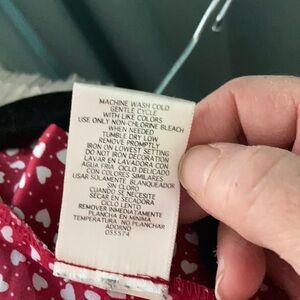 MACHINE WASH COLD
GENTLE CYCLE
WITH LIKE COLORS
USE ONLY NON-CHLORINE BLEACH
WHEN NEEDED
TUMBLE DRY LOW
REMOVE PROMPTLY
IRON ON LOWEST SETTING
DO NOT IRON DECORATION
LAVAR EN LAVADORA CON
AGUA FRIA CICLO DELICADO
CON COLORES SIMILARES
USAR SOLAMENTE BLANQUEADOR
SIN CLORO
CUANDO SE NECESITE
SECAR EN SECADORA
CICLO LENTO
REMOVER INMEDIATAMENTE
PLANCHA EN MINIMA
TEMPERATURA NO PLANCHAR
ADORNO
055574